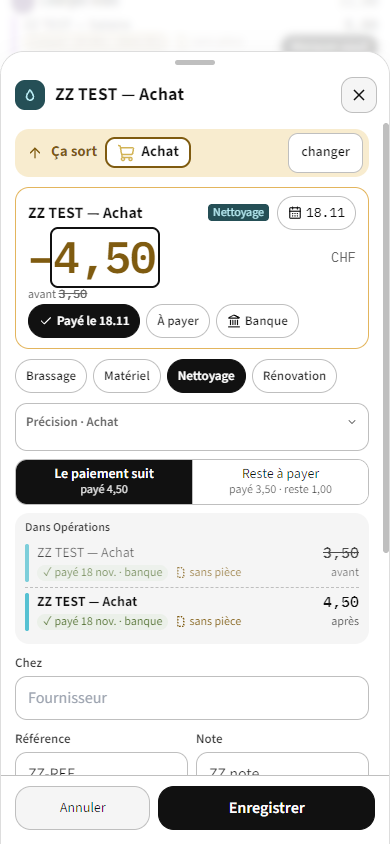 ZZ TEST — Achat
Ça sort Achat changer
ZZ TEST — Achat Nettoyage 18.11
−4,50 CHF
avant 3,50
Payé le 18.11 À payer Banque
Brassage Matériel Nettoyage Rénovation
Précision · Achat
Le paiement suit Reste à payer
payé 4,50 payé 3,50 · reste 1,00
Dans Opérations
ZZ TEST — Achat 3,50
✓ payé 18 nov. · banque sans pièce avant
ZZ TEST — Achat 4,50
✓ payé 18 nov. · banque sans pièce après
Chez
Fournisseur
Référence Note
ZZ-REF ZZ note
Annuler Enregistrer